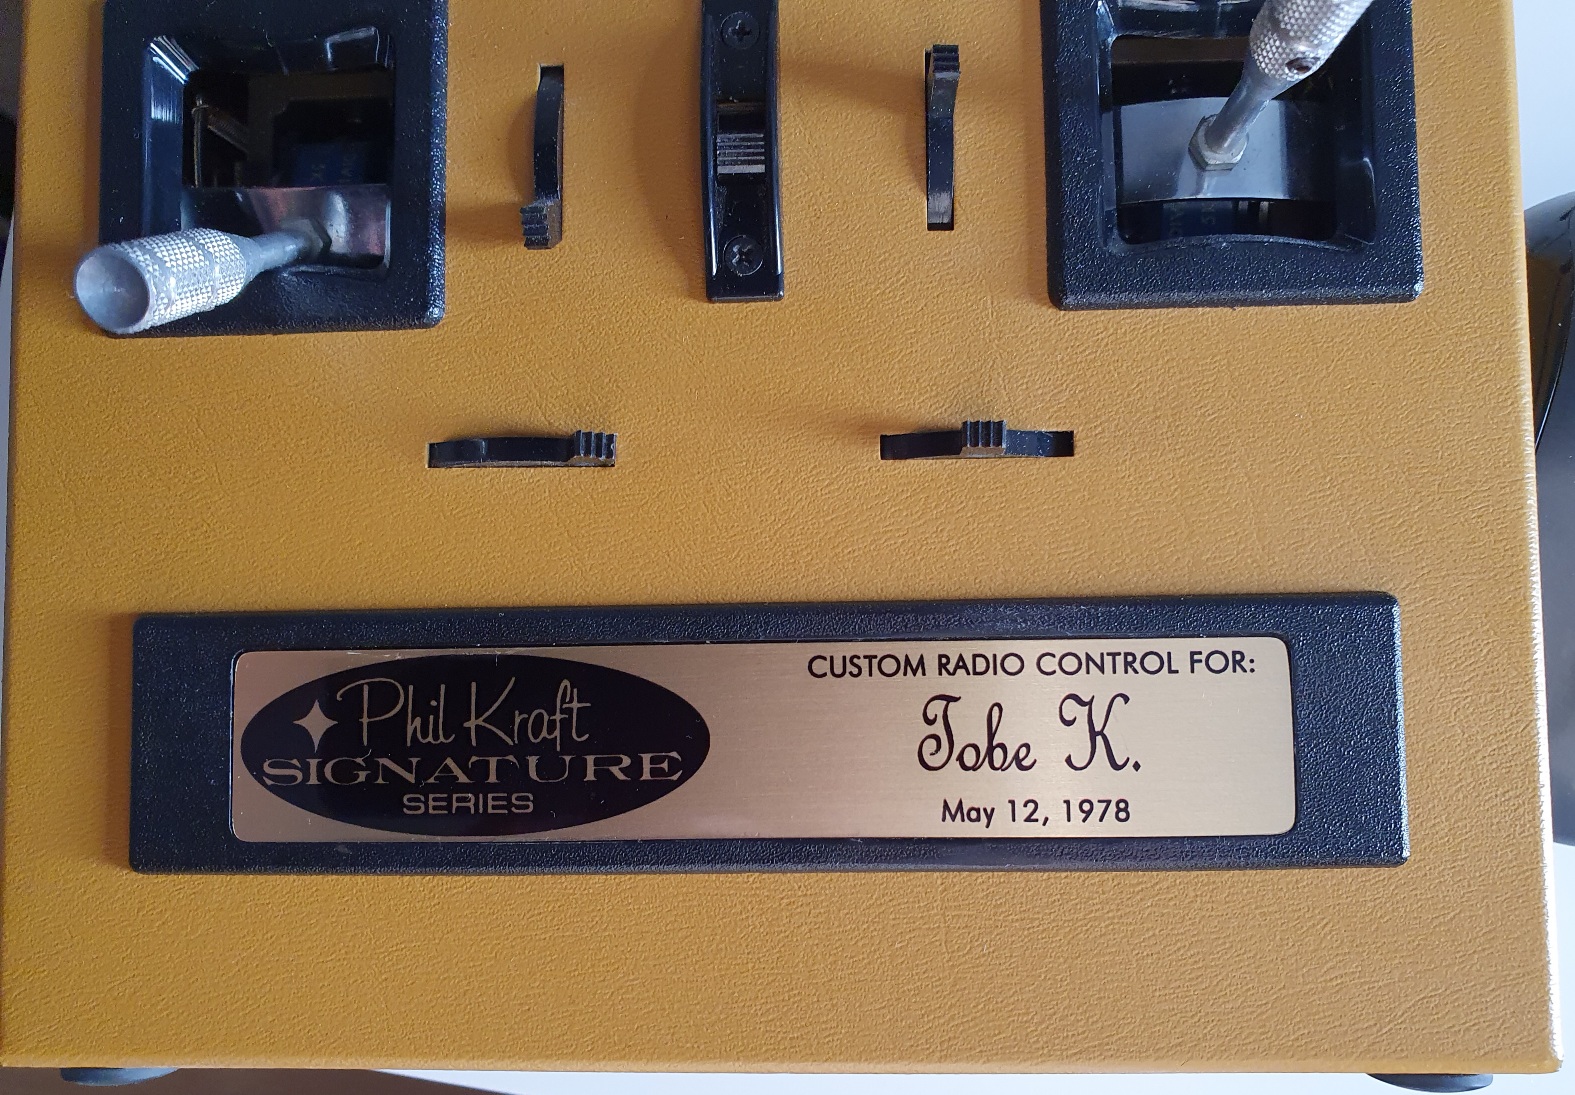 Phil Kraft
SIGNATURE
SERIES
CUSTOM RADIO CONTROL FOR:
Tobe K.
May 12, 1978